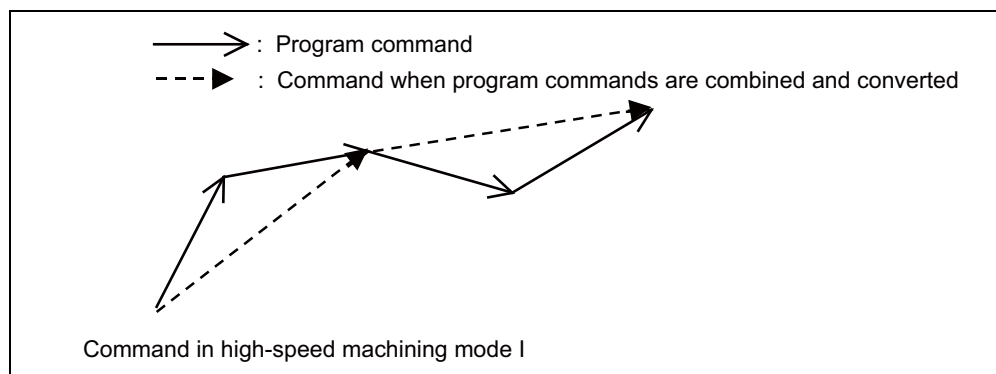 : Program command
: Command when program commands are combined and converted
Command in high-speed machining mode I